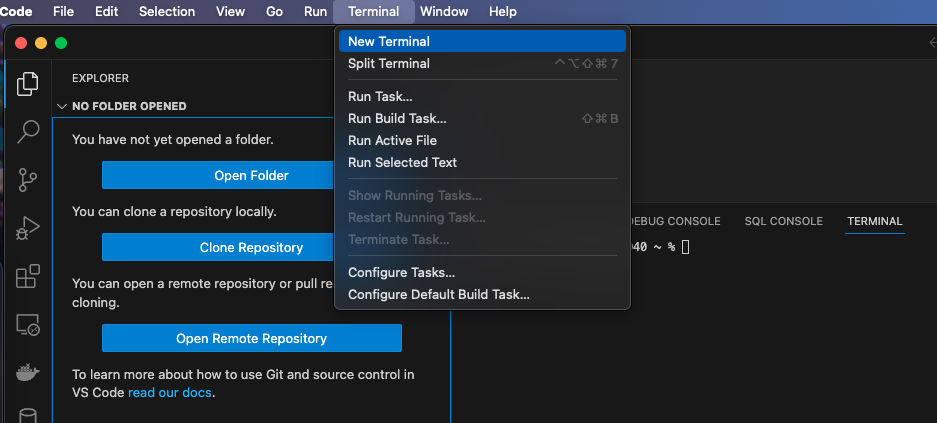 Code File Edit Selection View Go Run Terminal Window Help
New Terminal
Split Terminal ⌃⌥⇧⌘7
Run Task...
Run Build Task... ⇧⌘B
Run Active File
Run Selected Text
Show Running Tasks...
Restart Running Task...
Terminate Task...
Configure Tasks...
Configure Default Build Task...
EXPLORER
NO FOLDER OPENED
You have not yet opened a folder.
Open Folder
You can clone a repository locally.
Clone Repository
You can open a remote repository or pull
cloning.
Open Remote Repository
To learn more about how to use Git and source control in
VS Code read our docs.
DEBUG CONSOLE SQL CONSOLE TERMINAL
~ %